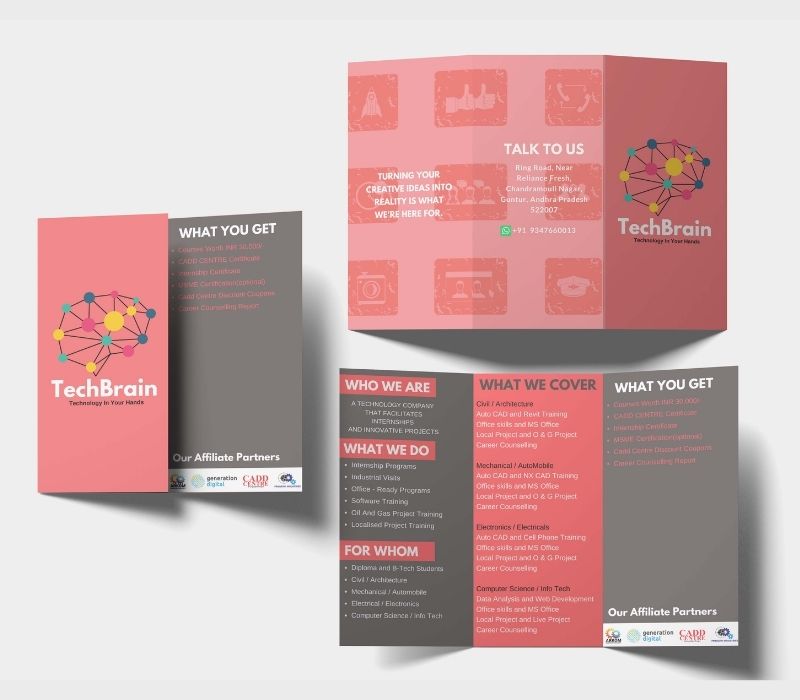 TechBrain
Technology In Your Hands
WHAT YOU GET
Courses Worth INR 30,000/-
CADD CENTRE Certificate
Internship Certificate
MSME Certification(optional)
Cadd Centre Discount Coupons
Career Counselling Report
Our Affiliate Partners
generation
digital
CADD
CENTRE
TURNING YOUR
CREATIVE IDEAS INTO
REALITY IS WHAT
WE'RE HERE FOR.
TALK TO US
Ring Road, Near
Reliance Fresh,
Chandramouli Nagar,
Guntur, Andhra Pradesh
522007
+91 9347660013
TechBrain
Technology In Your Hands
WHO WE ARE
A TECHNOLOGY COMPANY
THAT FACILITATES
INTERNSHIPS
AND INNOVATIVE PROJECTS
WHAT WE DO
Internship Programs
Industrial Visits
Office - Ready Programs
Software Training
Oil And Gas Project Training
Localised Project Training
FOR WHOM
Diploma and B-Tech Students
Civil / Architecture
Mechanical / Automobile
Electrical / Electronics
Computer Science / Info Tech
WHAT WE COVER
Civil / Architecture
Auto CAD and Revit Training
Office skills and MS Office
Local Project and O & G Project
Career Counselling
Mechanical / AutoMobile
Auto CAD and NX CAD Training
Office skills and MS Office
Local Project and O & G Project
Career Counselling
Electronics / Electricals
Auto CAD and Cell Phone Training
Office skills and MS Office
Local Project and O & G Project
Career Counselling
Computer Science / Info Tech
Data Analysis and Web Development
Office skills and MS Office
Local Project and Live Project
Career Counselling
WHAT YOU GET
Courses Worth INR 30,000/-
CADD CENTRE Certificate
Internship Certificate
MSME Certification(optional)
Cadd Centre Discount Coupons
Career Counselling Report
Our Affiliate Partners
generation
digital
CADD
CENTRE